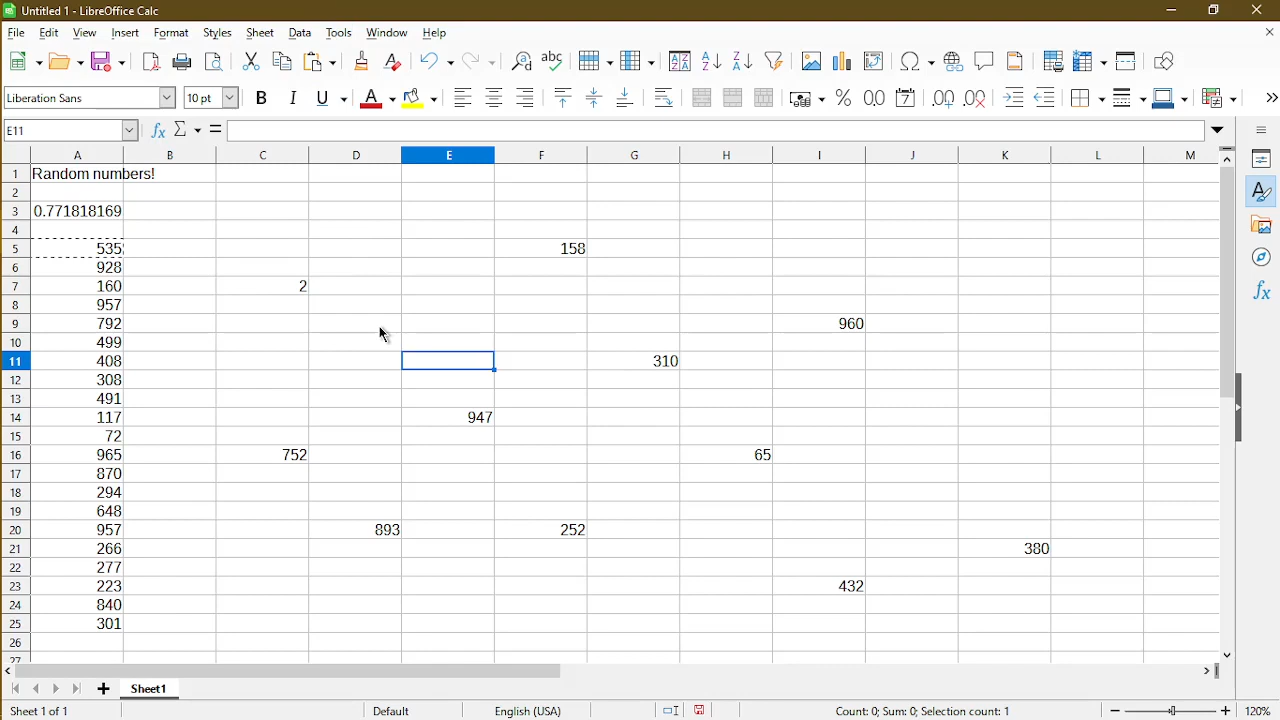 Untitled 1 - LibreOffice Calc
File Edit View Insert Format Styles Sheet Data Tools Window Help
Liberation Sans 10 pt
E11
A B C D E F G H I J K L M
1 Random numbers!
2
3 0.771818169
4
5 535 158
6 928
7 160 2
8 957
9 792 960
10 499
11 408 310
12 308
13 491
14 117 947
15 72
16 965 752 65
17 870
18 294
19 648
20 957 893 252
21 266 380
22 277
23 223 432
24 840
25 301
26
27
Sheet1
Sheet 1 of 1 Default English (USA) Count: 0; Sum: 0; Selection count: 1 120%